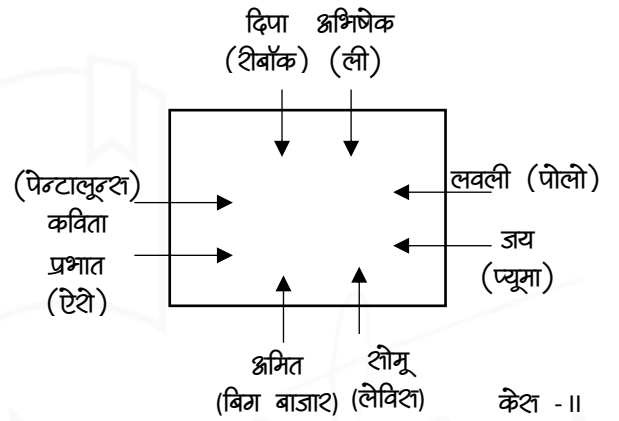 दिपा अभिषेक
(रीबॉक) (ली)
(पेन्टालून्स)
कविता
लवली (पोलो)
प्रभात
(ऐरो)
जय
(प्यूमा)
अमित सोमू
(बिग बाजार) (लेविस)
केस - II